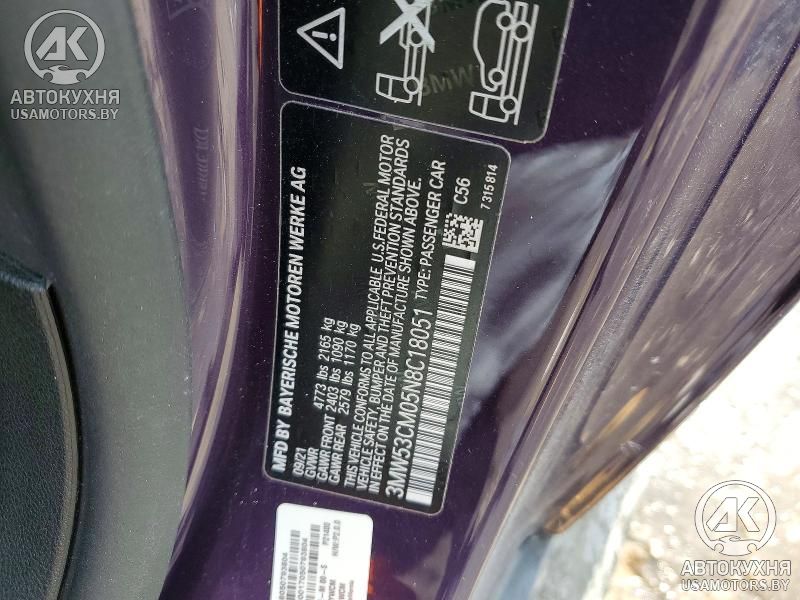 AK
АВТОКУХНЯ
USAMOTORS.BY
MFD BY BAYERISCHE MOTOREN WERKE AG
09/21
GVWR 4773 lbs 2165 kg
GAWR FRONT 2403 lbs 1090 kg
GAWR REAR 2579 lbs 1170 kg
THIS VEHICLE CONFORMS TO ALL APPLICABLE U.S.FEDERAL MOTOR
VEHICLE SAFETY, BUMPER AND THEFT PREVENTION STANDARDS
IN EFFECT ON THE DATE OF MANUFACTURE SHOWN ABOVE.
3MW53CM05N8C18051 TYPE: PASSENGER CAR
C56
7 315 814
P21400
AK
АВТОКУХНЯ
USAMOTORS.BY